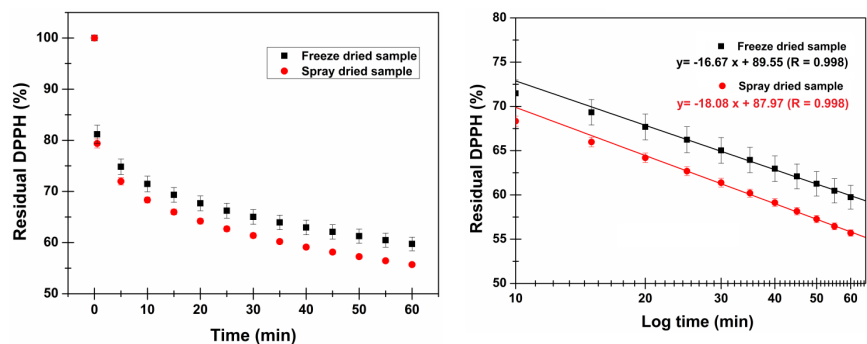 100
90
80
70
60
50
Residual DPPH (%)
Freeze dried sample
Spray dried sample
0 10 20 30 40 50 60
Time (min)
80
75
70
65
60
55
50
Residual DPPH (%)
Freeze dried sample
y= -16.67 x + 89.55 (R = 0.998)
Spray dried sample
y= -18.08 x + 87.97 (R = 0.998)
10 20 30 40 50 60
Log time (min)